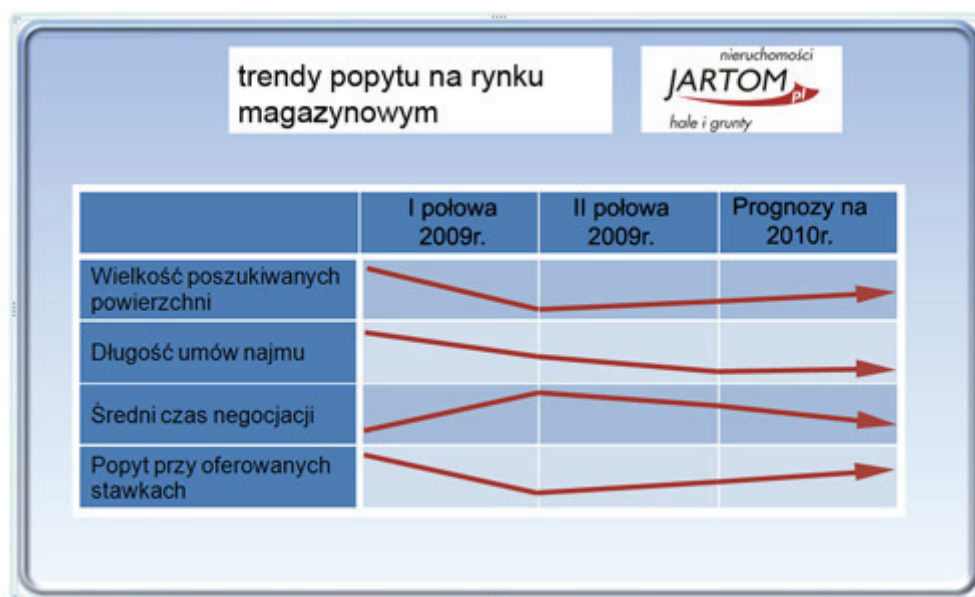 trendy popytu na rynku
magazynowym
nieruchomości
JARTOM.pl
hale i grunty
I połowa
2009r.
II połowa
2009r.
Prognozy na
2010r.
Wielkość poszukiwanych
powierzchni
Długość umów najmu
Średni czas negocjacji
Popyt przy oferowanych
stawkach